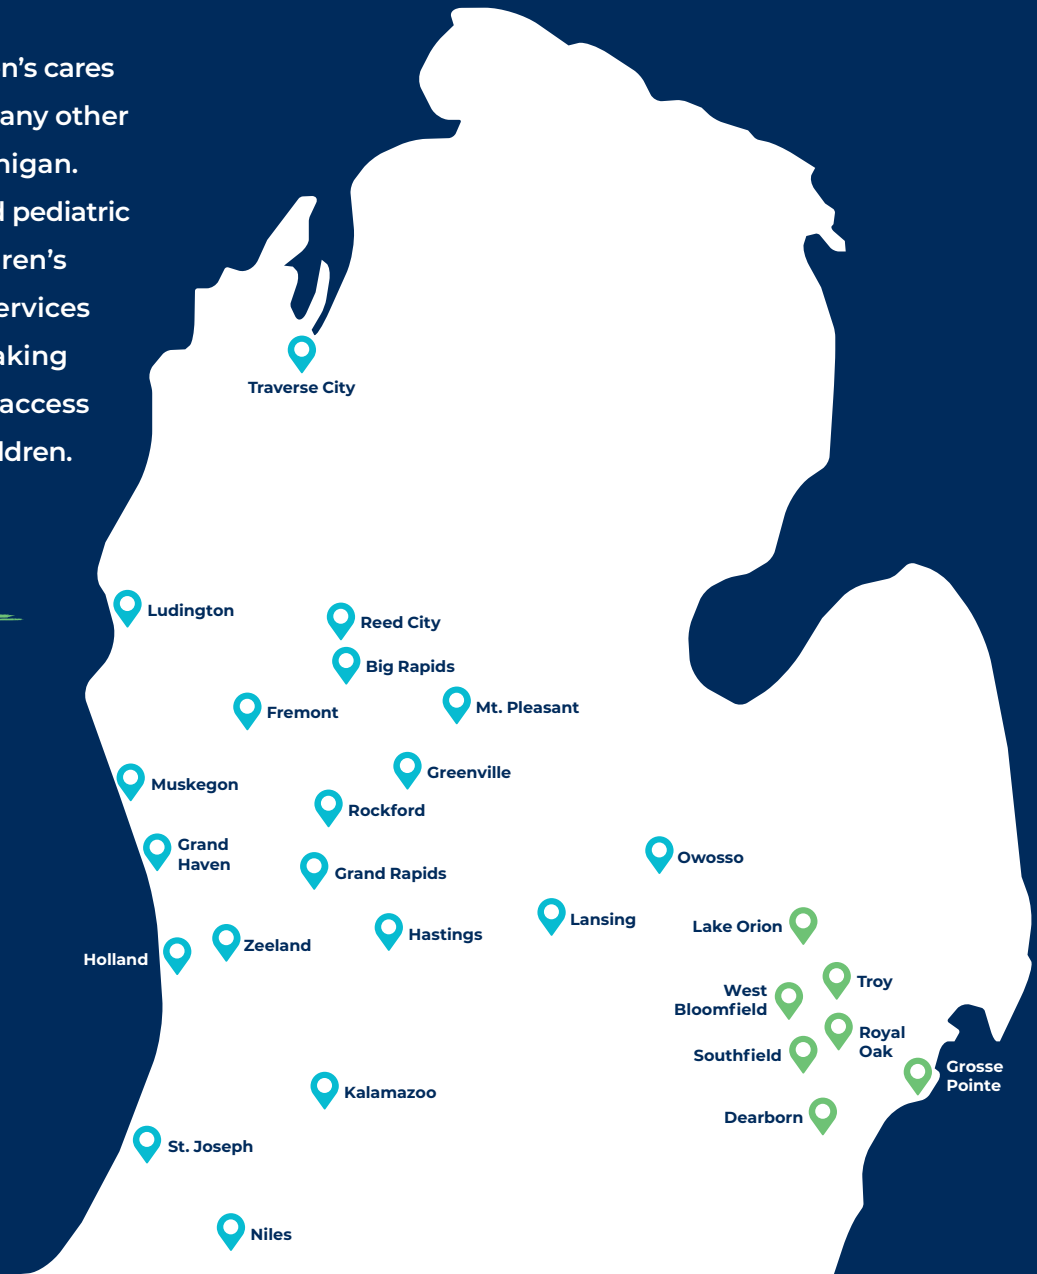 n's cares
any other
higan.
d pediatric
ren's
ervices
aking
access
ldren.
Traverse City
Ludington
Reed City
Big Rapids
Fremont
Mt. Pleasant
Greenville
Muskegon
Rockford
Grand
Haven
Owosso
Grand Rapids
Lansing
Lake Orion
Hastings
Zeeland
Holland
Troy
West
Bloomfield
Royal
Oak
Southfield
Grosse
Pointe
Kalamazoo
Dearborn
St. Joseph
Niles